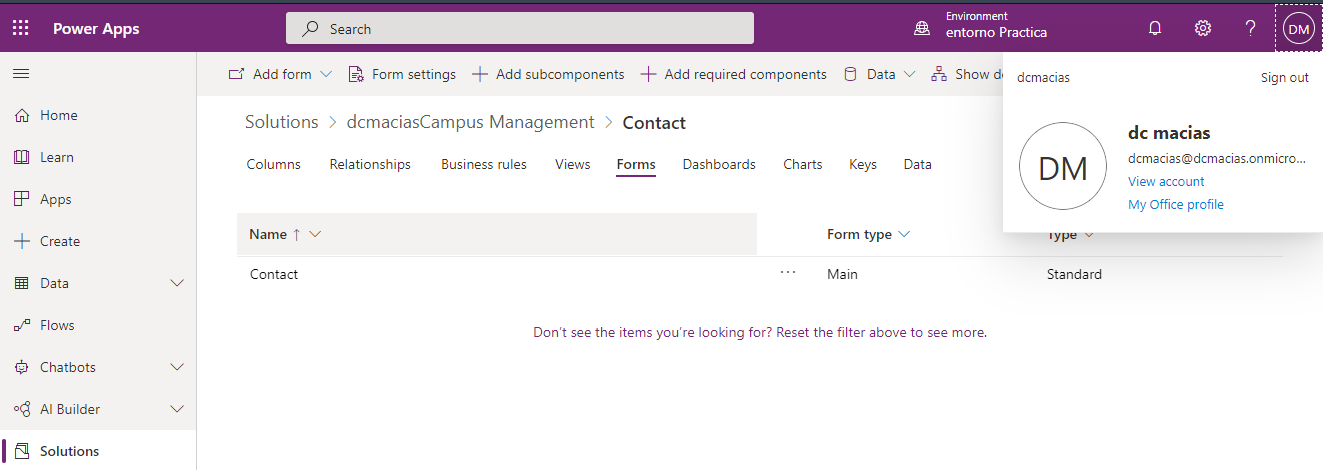 Power Apps
Search
Environment
entorno Practica
DM
Add form
Form settings
Add subcomponents
Add required components
Data
Show de
dcmacias
Sign out
DM
dc macias
dcmacias@dcmacias.onmicro...
View account
My Office profile
Home
Learn
Apps
Create
Data
Flows
Chatbots
AI Builder
Solutions
Solutions > dcmaciasCampus Management > Contact
Columns Relationships Business rules Views Forms Dashboards Charts Keys Data
Name ↑ Form type Type
Contact ··· Main Standard
Don't see the items you're looking for? Reset the filter above to see more.